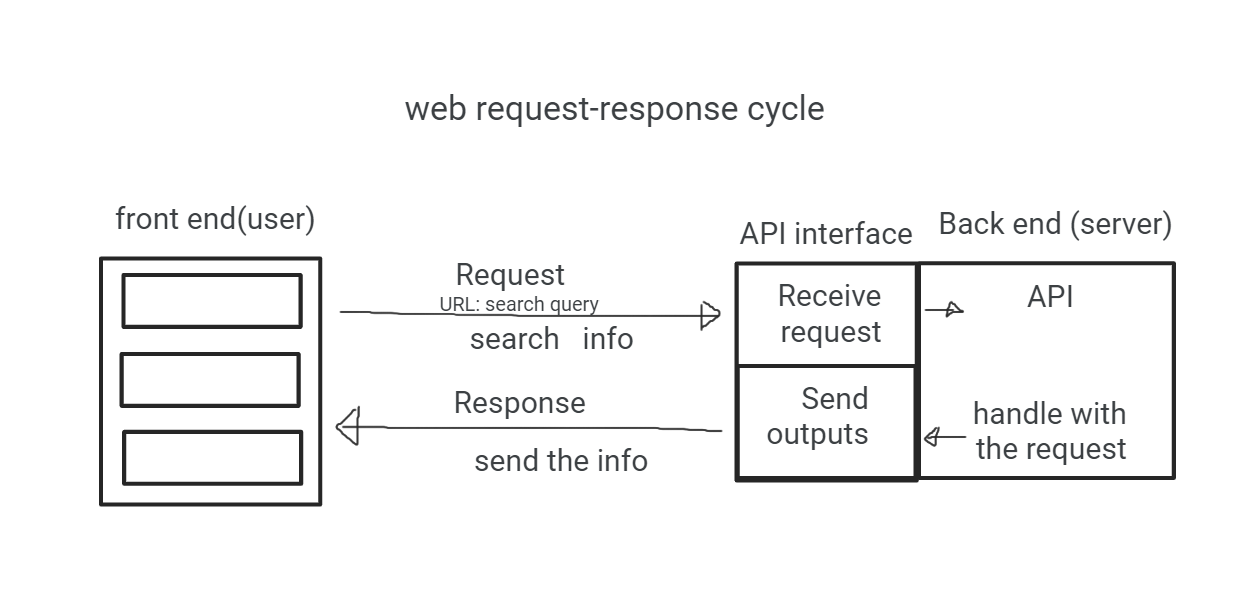 web request-response cycle
front end(user)
API interface
Back end (server)
Request
URL: search query
search info
Receive
request
API
Response
send the info
Send
outputs
handle with
the request